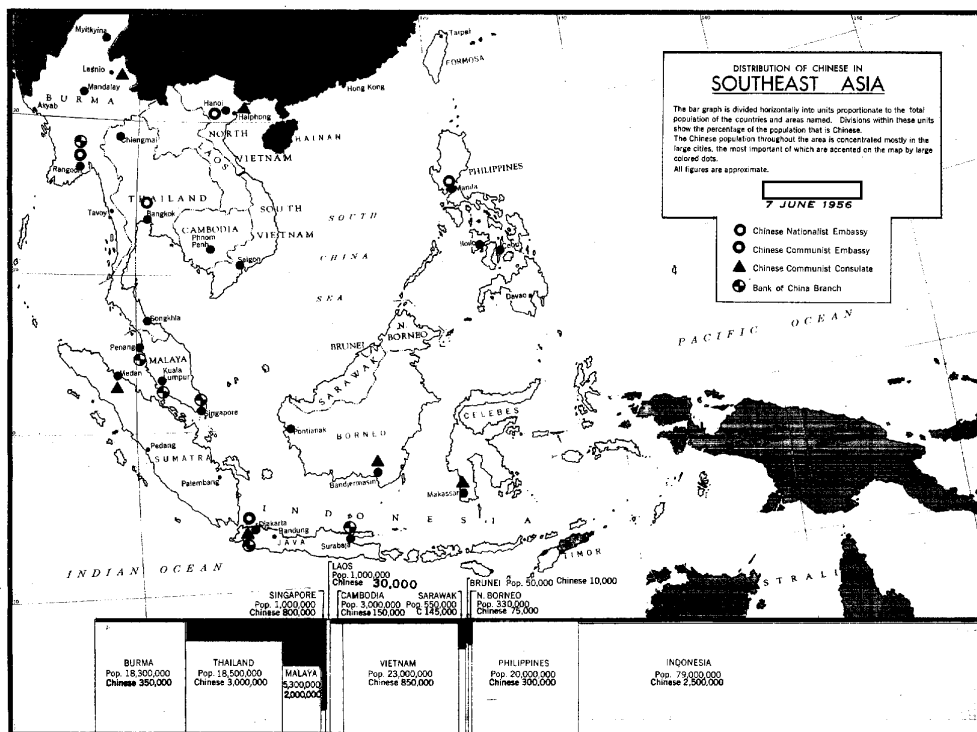 DISTRIBUTION OF CHINESE IN
SOUTHEAST ASIA
The bar graph is divided horizontally into units proportionate to the total
population of the countries and areas named. Divisions within these units
show the percentage of the population that is Chinese.
The Chinese population throughout the area is concentraled mostly in the
large cities, the most important of which are accented on the map by large
colored dots.
All figures are approximate.
7 JUNE 1956
Chinese Nationalist Embassy
Chinese Communist Embassy
Chinese Communist Consulate
Bank of China Branch
Myitkyina
Lashio
Mandalay
BURMA
Akyab
Chiengmai
Rangoon
Tavoy
THAILAND
Bangkok
LAOS
Hanoi
Haiphong
NORTH
VIETNAM
HAINAN
Hong Kong
Taipei
FORMOSA
CAMBODIA
Phnom
Penh
SOUTH
VIETNAM
Saigon
SOUTH
CHINA
SEA
PHILIPPINES
Manila
Iloilo
Cebu
Davao
PACIFIC OCEAN
Songkhla
Penang
MALAYA
Medan
Kuala
Lumpur
Singapore
BRUNEI
N.
BORNEO
SARAWAK
Pontianak
BORNEO
CELEBES
Padang
SUMATRA
Palembang
Bandjermasin
Makassar
INDONESIA
Djakarta
Bandung
JAVA
Surabaja
TIMOR
INDIAN OCEAN
STRALI
LAOS
Pop. 1,000,000
Chinese 30,000
BRUNEI Pop. 50,000 Chinese 10,000
SINGAPORE
Pop. 1,000,000
Chinese 800,000
CAMBODIA
Pop. 3,000,000
Chinese 150,000
SARAWAK
Pop. 550,000
C 145,000
N. BORNEO
Pop. 330,000
Chinese 75,000
BURMA
Pop. 18,300,000
Chinese 350,000
THAILAND
Pop. 18,500,000
Chinese 3,000,000
MALAYA
5,300,000
2,000,000
VIETNAM
Pop. 23,000,000
Chinese 850,000
PHILIPPINES
Pop. 20,000,000
Chinese 300,000
INDONESIA
Pop. 79,000,000
Chinese 2,500,000